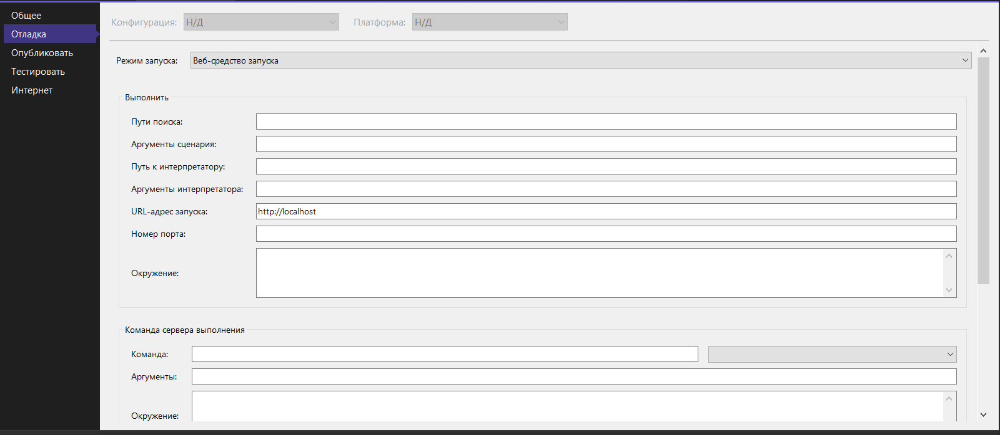 Общее
Отладка
Опубликовать
Тестировать
Интернет
Конфигурация: Н/Д Платформа: Н/Д
Режим запуска: Веб-средство запуска
Выполнить
Пути поиска:
Аргументы сценария:
Путь к интерпретатору:
Аргументы интерпретатора:
URL-адрес запуска: http://localhost
Номер порта:
Окружение:
Команда сервера выполнения
Команда:
Аргументы:
Окружение: